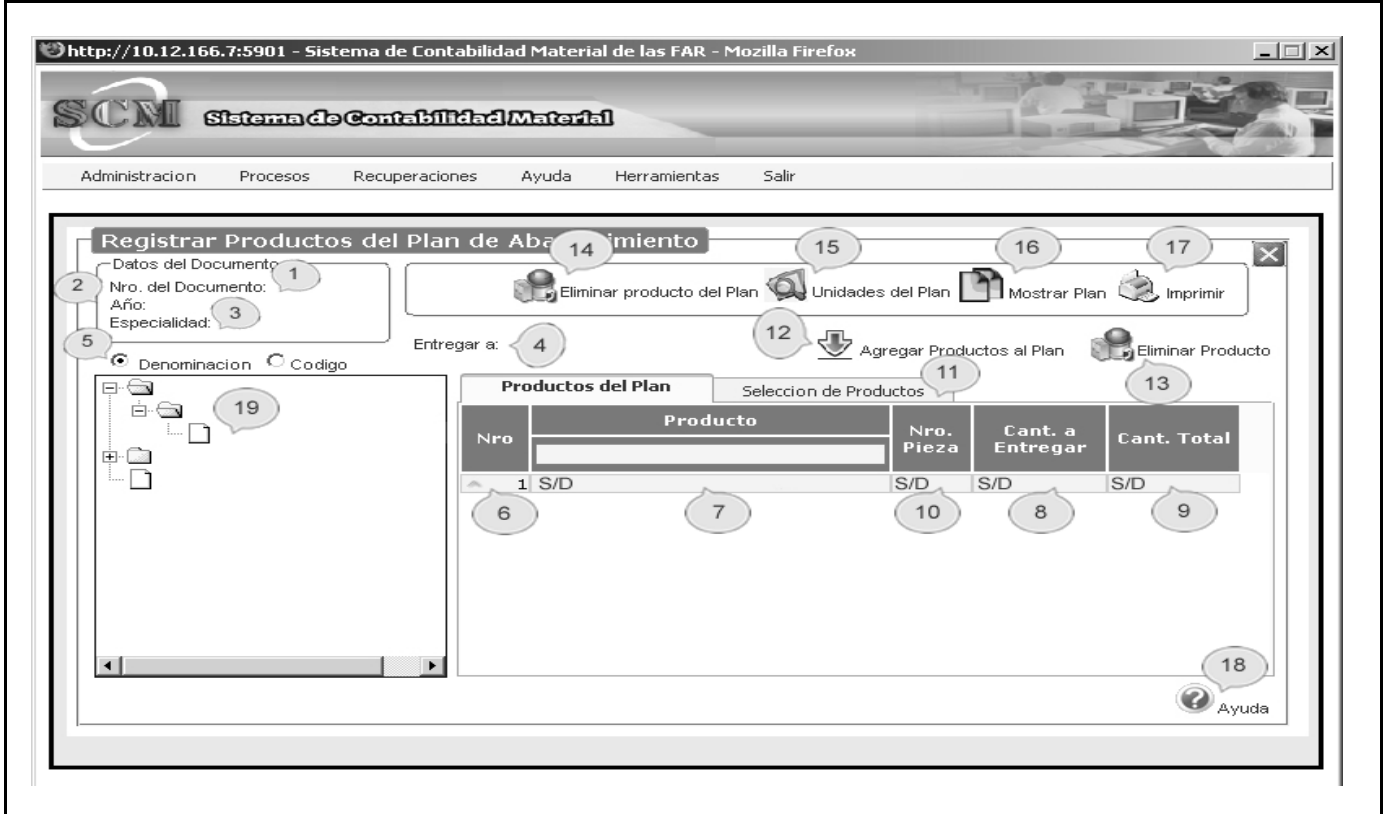 http://10.12.166.7:5901 - Sistema de Contabilidad Material de las FAR - Mozilla Firefox
SCM Sistema de Contabilidad Material
Administracion Procesos Recuperaciones Ayuda Herramientas Salir
Registrar Productos del Plan de Aba imiento
14 15 16 17
Datos del Documento
1
2 Nro. del Documento:
Eliminar producto del Plan Unidades del Plan Mostrar Plan Imprimir
Año:
3
Especialidad:
12
5 Entregar a: 4 Agregar Productos al Plan Eliminar Producto
Denominacion Codigo
11 13
Productos del Plan Seleccion de Productos
19
Nro Producto Nro. Pieza Cant. a Entregar Cant. Total
1 S/D S/D S/D S/D
6 7 10 8 9
18
Ayuda